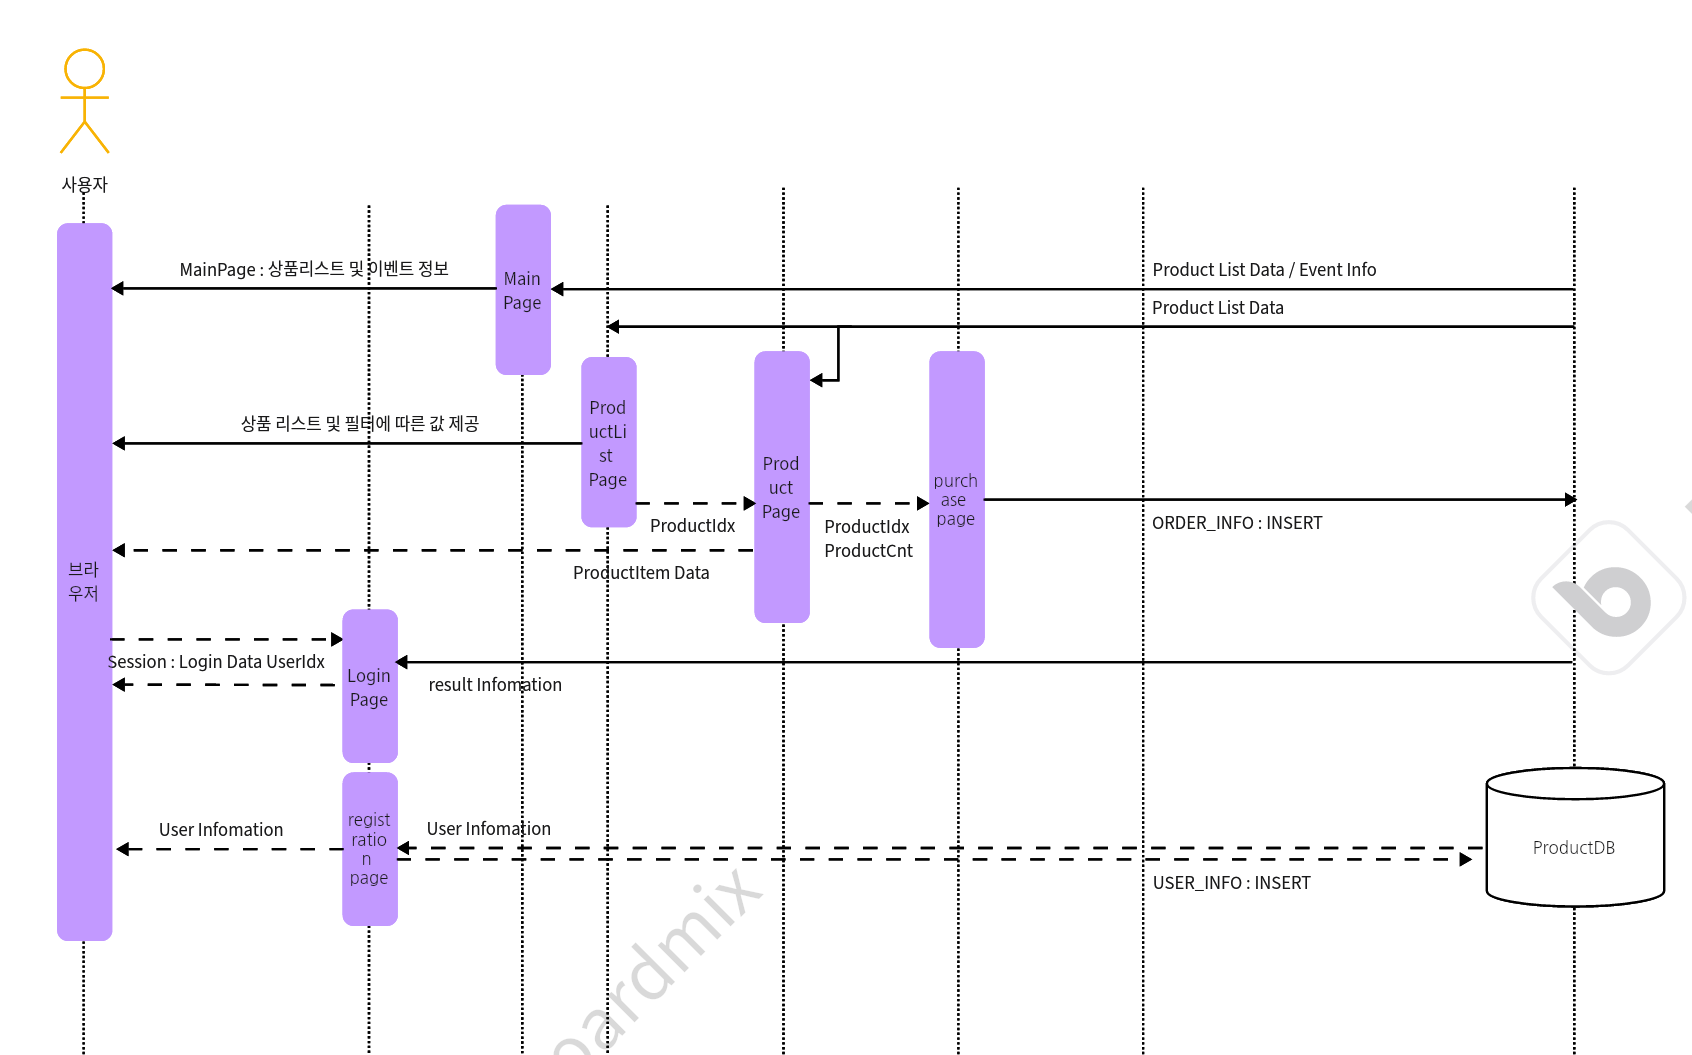 사용자
MainPage : 상품리스트 및 이벤트 정보
Main
Page
Product List Data / Event Info
Product List Data
상품 리스트 및 필터에 따른 값 제공
Prod
uctLi
st
Page
Prod
uct
Page
purch
ase
page
ProductIdx
ProductIdx
ProductCnt
ORDER_INFO : INSERT
ProductItem Data
브라
우저
Session : Login Data UserIdx
Login
Page
result Infomation
User Infomation
regist
ratio
n
page
User Infomation
USER_INFO : INSERT
ProductDB